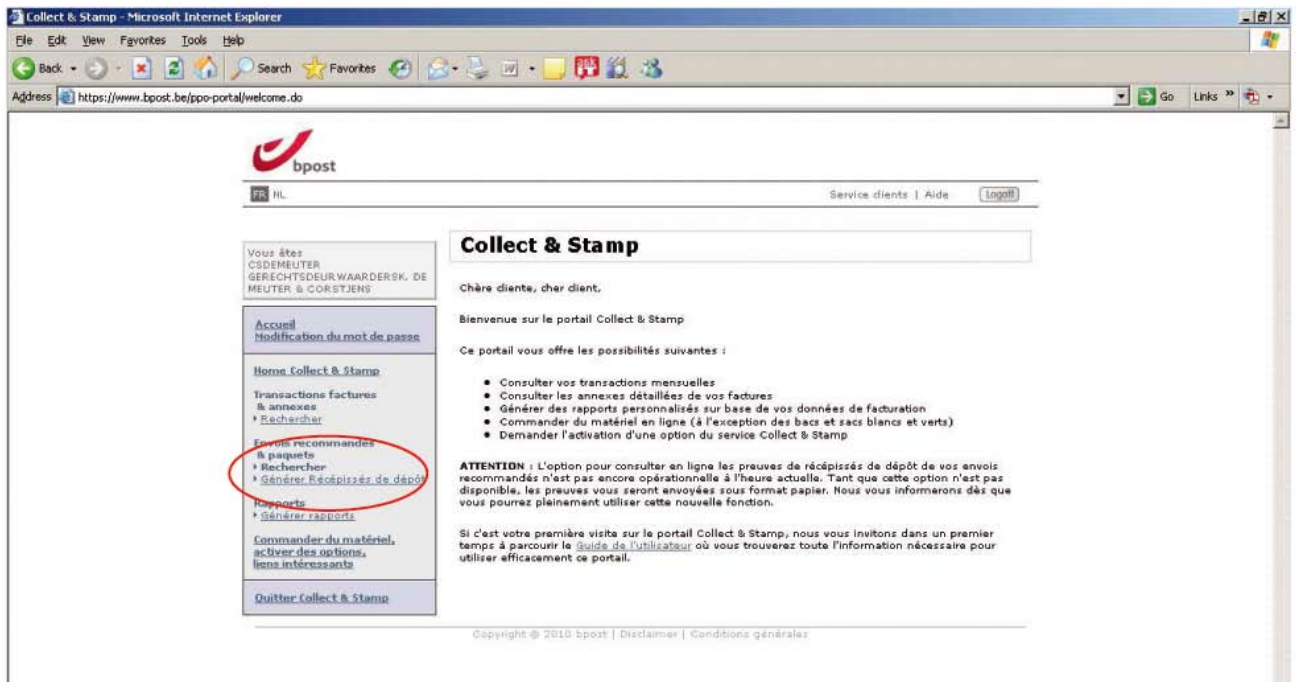 Collect & Stamp - Microsoft Internet Explorer
File Edit View Favorites Tools Help
Back Search Favorites
Address https://www.bpost.be/ppo-portal/welcome.do Go Links »
bpost
FR NL Service clients | Aide Logoff
Vous êtes
CSDEMEUTER
GERECHTSDEURWAARDERSK. DE
MEUTER & CORSTJENS
Accueil
Modification du mot de passe
Home Collect & Stamp
Transactions factures
& annexes
Rechercher
Envois recommandés
& paquets
Rechercher
Générer Récépissés de dépôt
Rapports
Générer rapports
Commander du matériel,
activer des options,
liens intéressants
Quitter Collect & Stamp
Collect & Stamp
Chère cliente, cher client,
Bienvenue sur le portail Collect & Stamp
Ce portail vous offre les possibilités suivantes :
● Consulter vos transactions mensuelles
● Consulter les annexes détaillées de vos factures
● Générer des rapports personnalisés sur base de vos données de facturation
● Commander du matériel en ligne (à l'exception des bacs et sacs blancs et verts)
● Demander l'activation d'une option du service Collect & Stamp
ATTENTION : L'option pour consulter en ligne les preuves de récépissés de dépôt de vos envois
recommandés n'est pas encore opérationnelle à l'heure actuelle. Tant que cette option n'est pas
disponible, les preuves vous seront envoyées sous format papier. Nous vous informerons dès que
vous pourrez pleinement utiliser cette nouvelle fonction.
Si c'est votre première visite sur le portail Collect & Stamp, nous vous invitons dans un premier
temps à parcourir le Guide de l'utilisateur où vous trouverez toute l'information nécessaire pour
utiliser efficacement ce portail.
Copyright © 2010 bpost | Disclaimer | Conditions générales